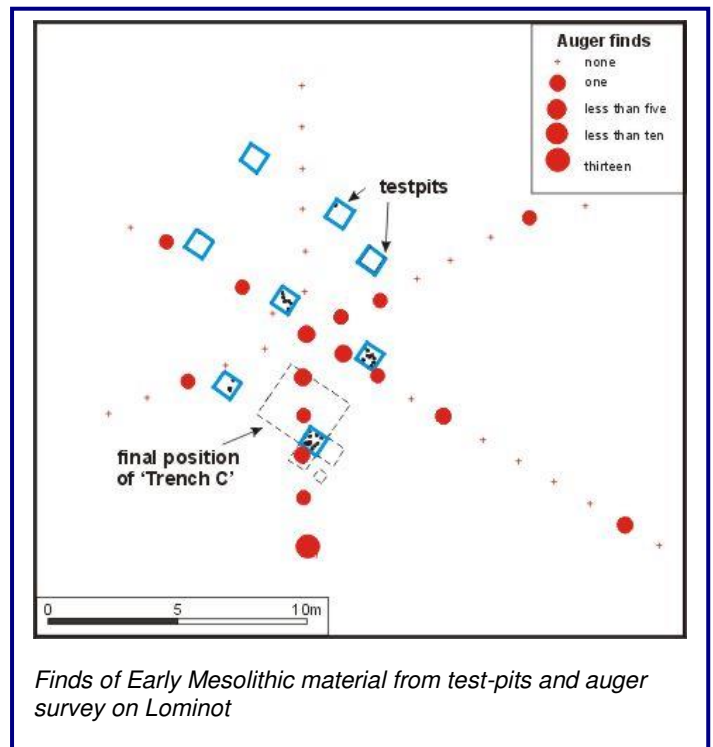 Auger finds
none
one
less than five
less than ten
thirteen
testpits
final position
of ‘Trench C’
0 5 10m
Finds of Early Mesolithic material from test-pits and auger
survey on Lominot